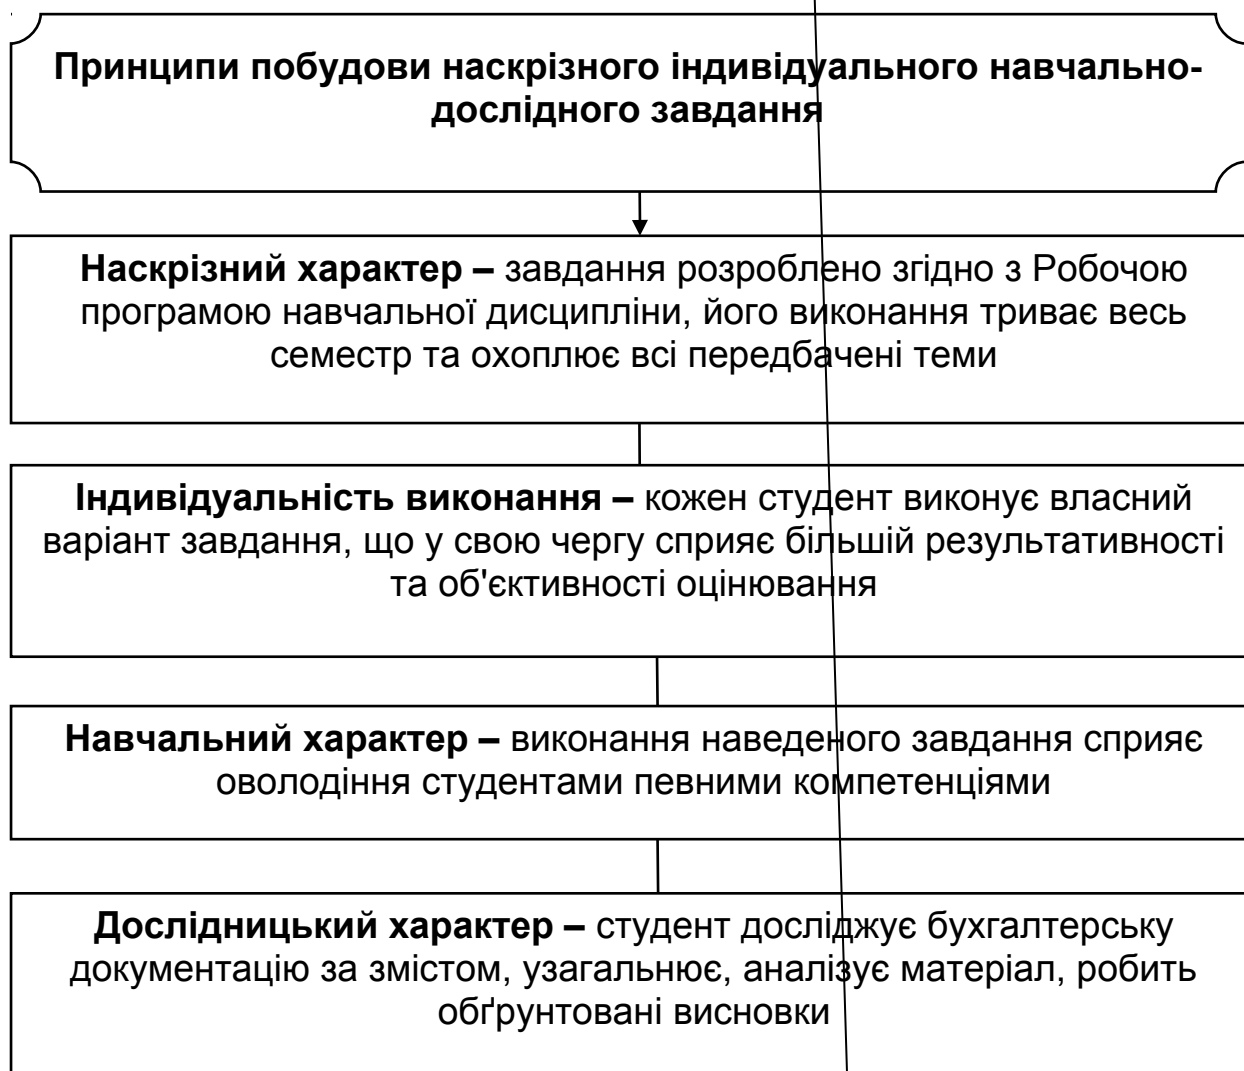 Принципи побудови наскрізного індивідуального навчально-
дослідного завдання
Наскрізний характер – завдання розроблено згідно з Робочою
програмою навчальної дисципліни, його виконання триває весь
семестр та охоплює всі передбачені теми
Індивідуальність виконання – кожен студент виконує власний
варіант завдання, що у свою чергу сприяє більшій результативності
та об'єктивності оцінювання
Навчальний характер – виконання наведеного завдання сприяє
оволодіння студентами певними компетенціями
Дослідницький характер – студент досліджує бухгалтерську
документацію за змістом, узагальнює, аналізує матеріал, робить
обґрунтовані висновки